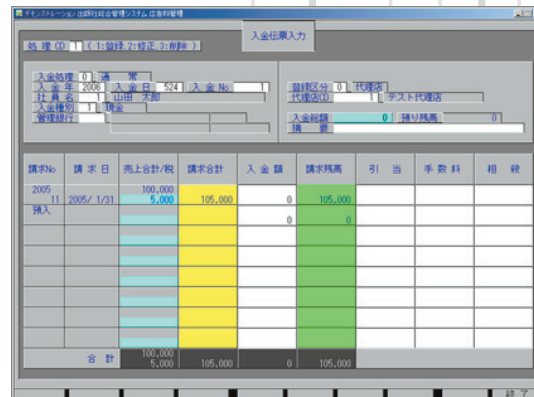 デモンストレーション 出版社総合管理システム 広告料管理
入金伝票入力
処 理 CD 1 ( 1:登録.2:修正.3:削除 )
入金処理 0 通 常
入 金 年 2006 入 金 日 524 入 金 No 1
社 員 名 1 山田 太郎
入金種別 1 現金
管理銀行
登録区分 0 代理店
代理店CD 1 テスト代理店
入金総額 0 預り残高 0
摘 要
請求No 請 求 日 売上合計/税 請求合計 入 金 額 請求残高 引 当 手 数 料 相 殺
2005 100,000
11 2005/ 1/31 5,000 105,000 0 105,000
預入 0 0
合 計 100,000
5,000 105,000 0 105,000
終 了